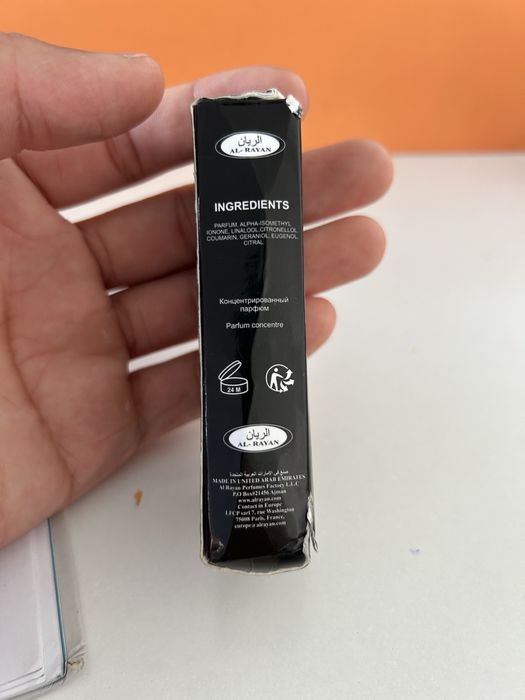 الريان
AL-RAYAN
INGREDIENTS
PARFUM, ALPHA-ISOMETHYL
IONONE, LINALOOL,CITRONELLOL,
COUMARIN, GERANIOL, EUGENOL,
CITRAL
Концентрированный
парфюм
Parfum concentre
24 M
الريان
AL- RAYAN
صنع في الإمارات العربية المتحدة
MADE IN UNITED ARAB EMIRATES
Al Rayan Perfumes Factory L.L.C
P.O Box#21456 Ajman
www.alrayan.com
Contact in Europe
LFCP sarl 7, rue Washington
75008 Paris, France,
europe@alrayan.com